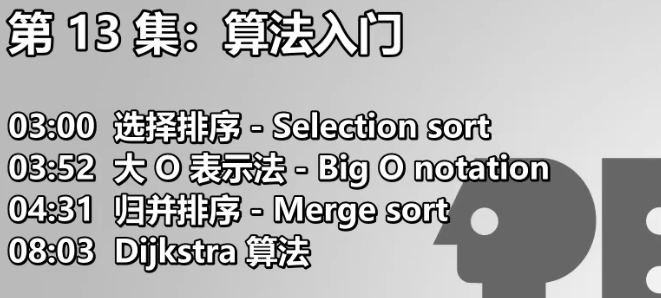 第 13 集：算法入门
03:00 选择排序 - Selection sort
03:52 大 O 表示法 - Big O notation
04:31 归并排序 - Merge sort
08:03 Dijkstra 算法